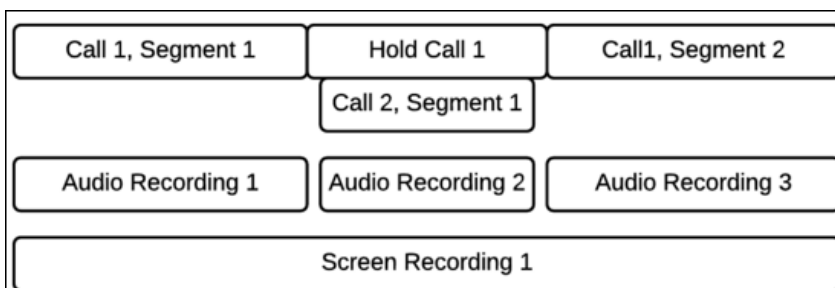 Call 1, Segment 1 Hold Call 1 Call1, Segment 2
Call 2, Segment 1
Audio Recording 1 Audio Recording 2 Audio Recording 3
Screen Recording 1